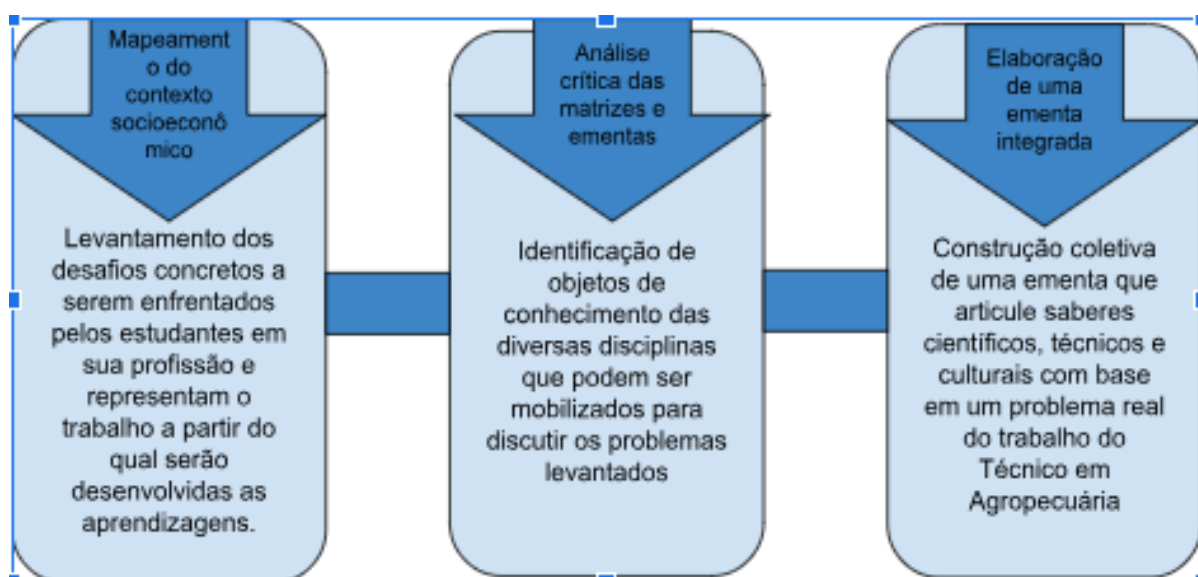 Mapeament
o do
contexto
socioeconô
mico
Levantamento dos
desafios concretos a
serem enfrentados
pelos estudantes em
sua profissão e
representam o
trabalho a partir do
qual serão
desenvolvidas as
aprendizagens.
Análise
crítica das
matrizes e
ementas
Identificação de
objetos de
conhecimento das
diversas disciplinas
que podem ser
mobilizados para
discutir os problemas
levantados
Elaboração
de uma
ementa
integrada
Construção coletiva
de uma ementa que
articule saberes
científicos, técnicos e
culturais com base
em um problema real
do trabalho do
Técnico em
Agropecuária